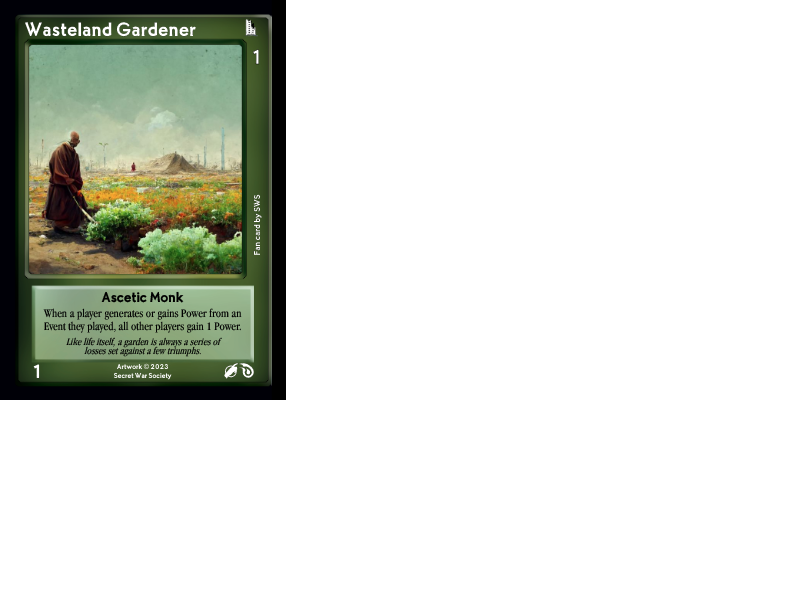 Wasteland Gardener
1
Fan card by SWS
Ascetic Monk
When a player generates or gains Power from an
Event they played, all other players gain 1 Power.
Like life itself, a garden is always a series of
losses set against a few triumphs.
1
Artwork © 2023
Secret War Society